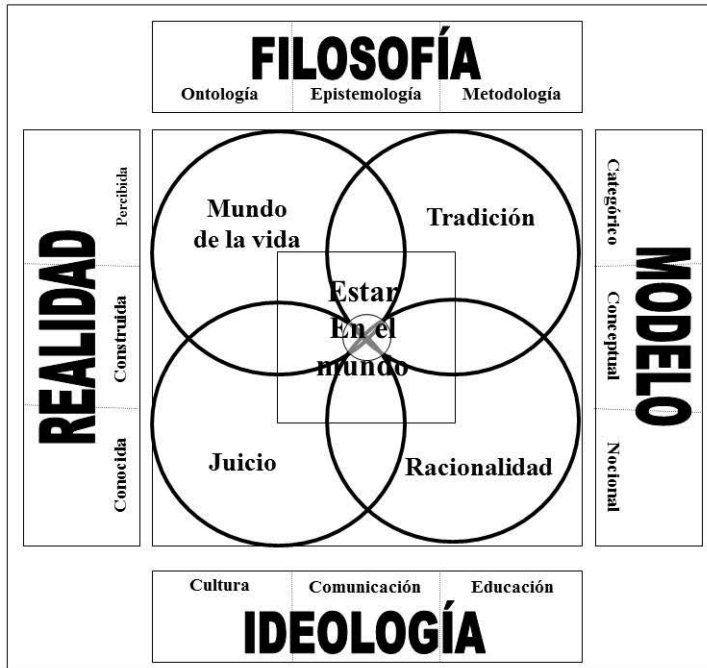 FILOSOFÍA
Ontología Epistemología Metodología
REALIDAD
Percibida
Construida
Conocida
Mundo
de la vida
Tradición
Estar
En el
mundo
Juicio
Racionalidad
MODELO
Categórico
Conceptual
Nocional
Cultura Comunicación Educación
IDEOLOGÍA